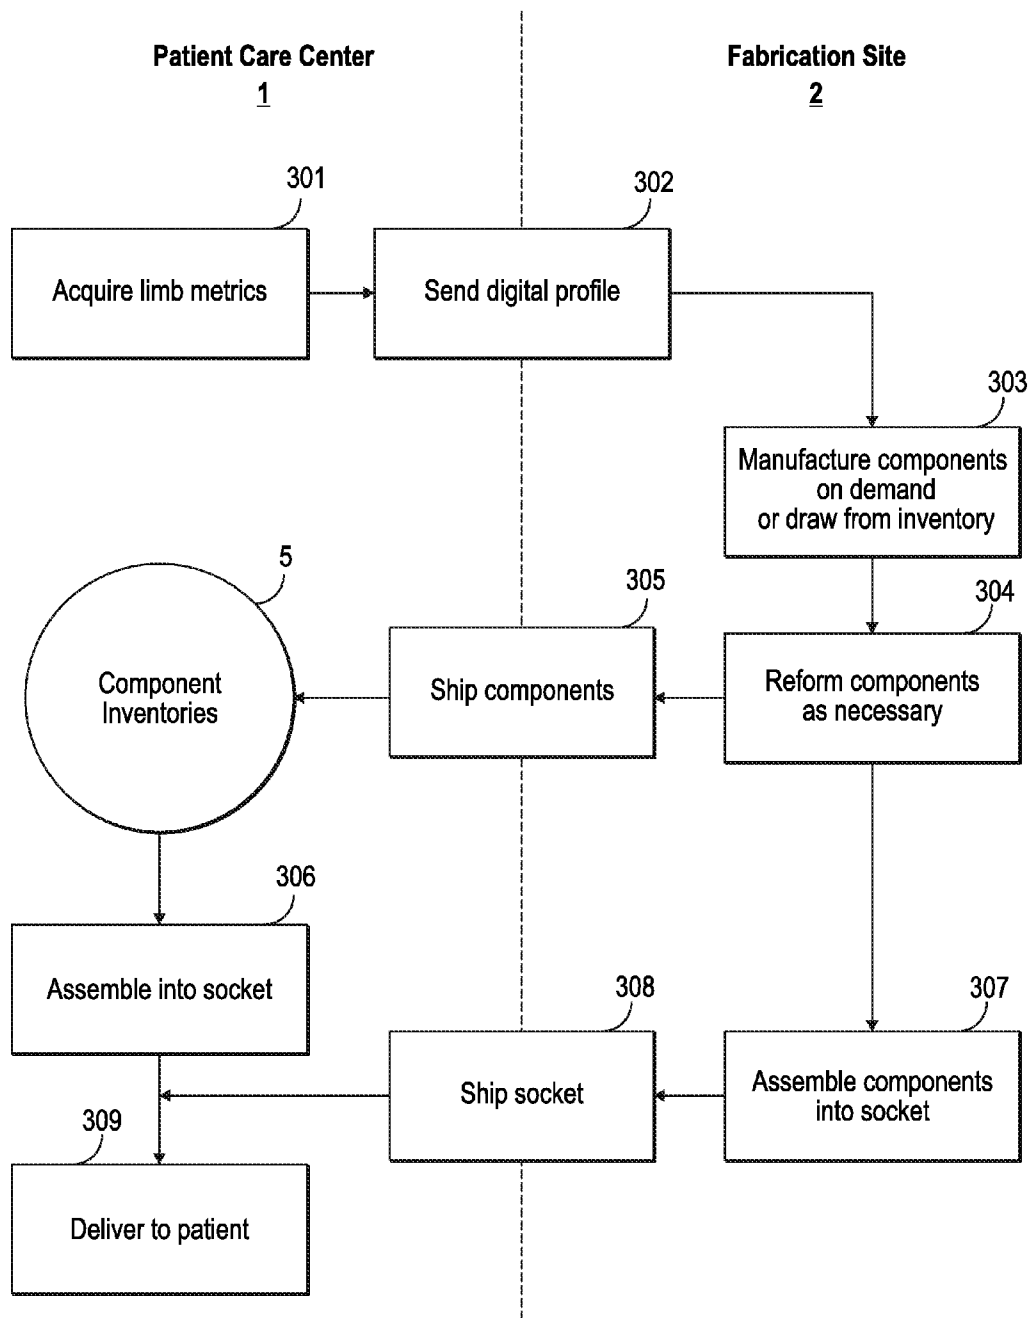 Patient Care Center
1
Fabrication Site
2
301
Acquire limb metrics
302
Send digital profile
303
Manufacture components
on demand
or draw from inventory
5
Component
Inventories
305
Ship components
304
Reform components
as necessary
306
Assemble into socket
308
Ship socket
307
Assemble components
into socket
309
Deliver to patient